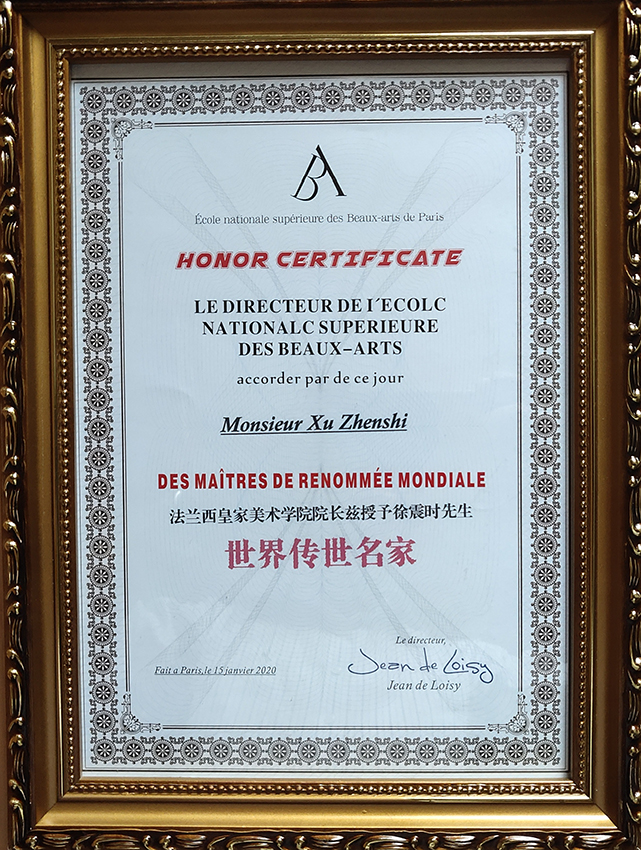 BA
École nationale supérieure des Beaux-arts de Paris
HONOR CERTIFICATE
LE DIRECTEUR DE I´ECOLC
NATIONALC SUPERIEURE
DES BEAUX-ARTS
accorder par de ce jour
Monsieur Xu Zhenshi
DES MAÎTRES DE RENOMMÉE MONDIALE
法兰西皇家美术学院院长兹授予徐震时先生
世界传世名家
Le directeur,
Jean de Loisy
Fait a Paris,le 15 janvier 2020
Jean de Loisy